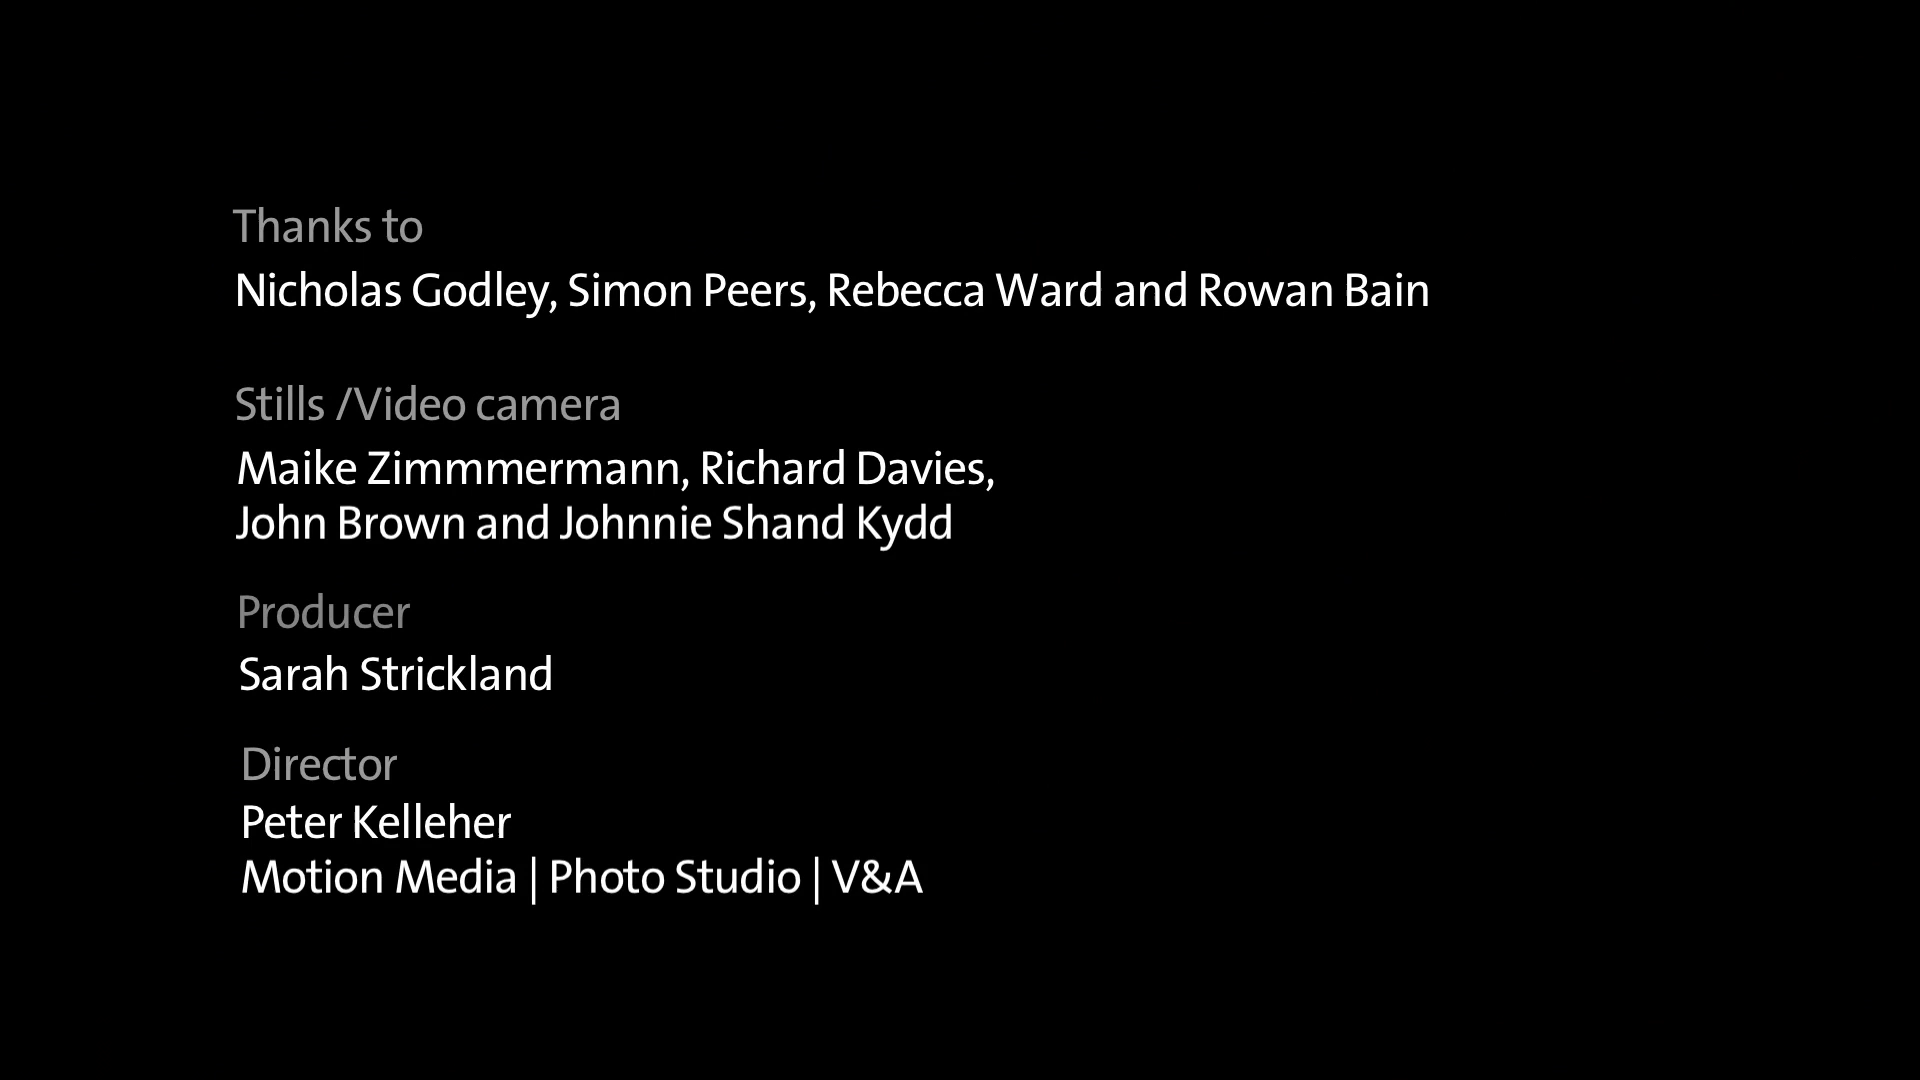 Thanks to
Nicholas Godley, Simon Peers, Rebecca Ward and Rowan Bain
Stills /Video camera
Maike Zimmmermann, Richard Davies,
John Brown and Johnnie Shand Kydd
Producer
Sarah Strickland
Director
Peter Kelleher
Motion Media | Photo Studio | V&A